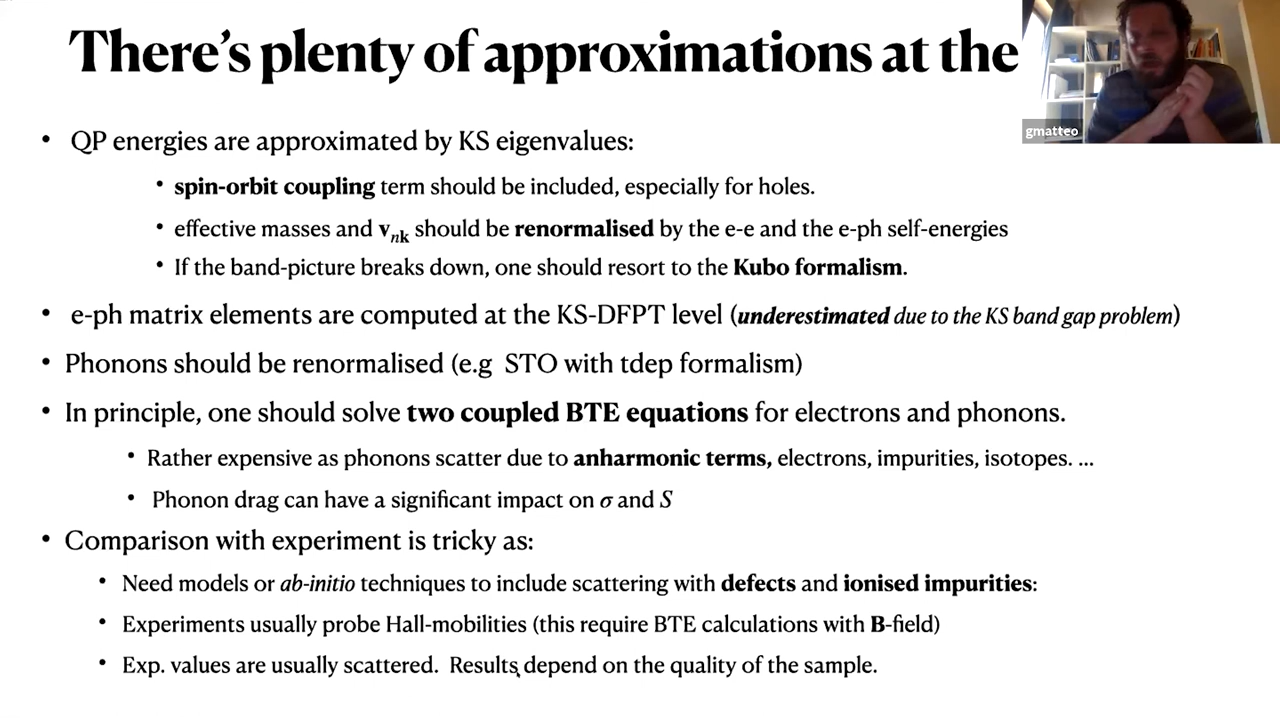 There's plenty of approximations at the
gmatteo
• QP energies are approximated by KS eigenvalues:
• spin-orbit coupling term should be included, especially for holes.
• effective masses and v_nk should be renormalised by the e-e and the e-ph self-energies
• If the band-picture breaks down, one should resort to the Kubo formalism.
• e-ph matrix elements are computed at the KS-DFPT level (underestimated due to the KS band gap problem)
• Phonons should be renormalised (e.g STO with tdep formalism)
• In principle, one should solve two coupled BTE equations for electrons and phonons.
• Rather expensive as phonons scatter due to anharmonic terms, electrons, impurities, isotopes. ...
• Phonon drag can have a significant impact on σ and S
• Comparison with experiment is tricky as:
• Need models or ab-initio techniques to include scattering with defects and ionised impurities:
• Experiments usually probe Hall-mobilities (this require BTE calculations with B-field)
• Exp. values are usually scattered. Results depend on the quality of the sample.